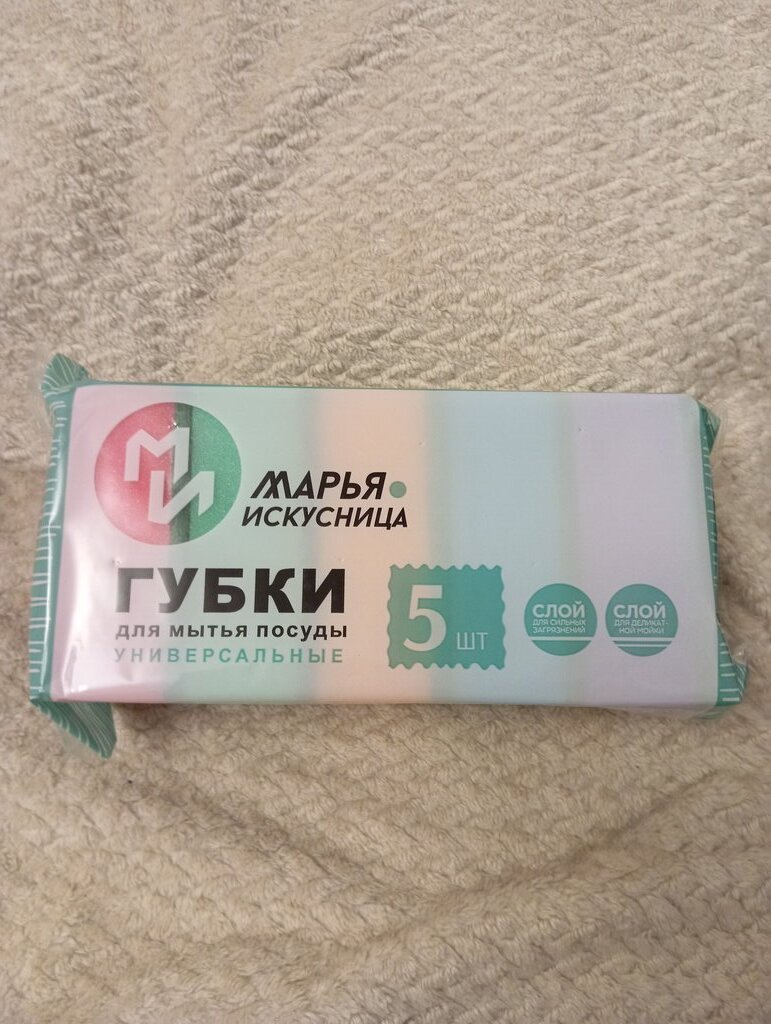 МИ
МАРЬЯ
ИСКУСНИЦА
ГУБКИ
для мытья посуды
УНИВЕРСАЛЬНЫЕ
5 ШТ
СЛОЙ
ДЛЯ СИЛЬНЫХ
ЗАГРЯЗНЕНИЙ
СЛОЙ
ДЛЯ ДЕЛИКАТ-
НОЙ МОЙКИ